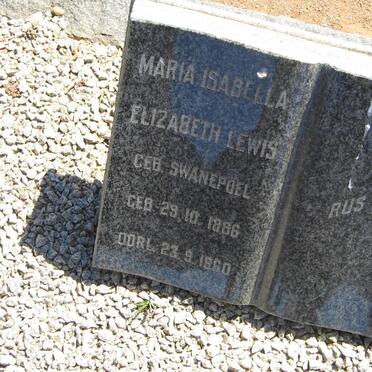 MARIA ISABELLA
ELIZABETH LEWIS
GEB. SWANEPOEL
GEB. 29.10.1886
OORL. 23.9.1960
RUS